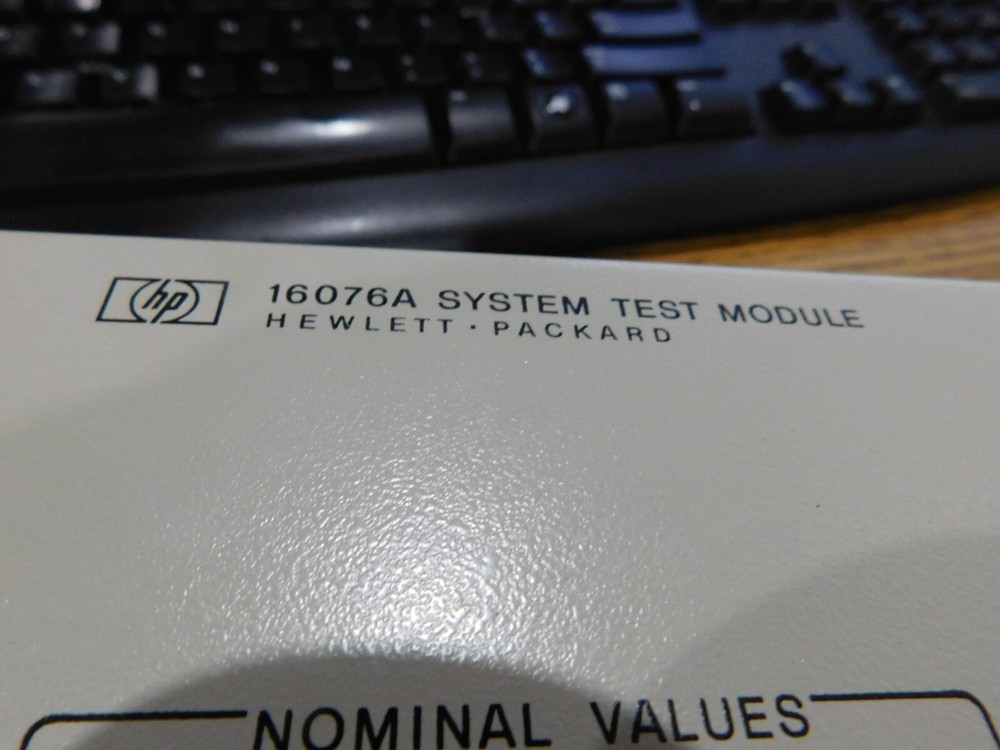 hp 16076A SYSTEM TEST MODULE
HEWLETT · PACKARD
NOMINAL VALUES